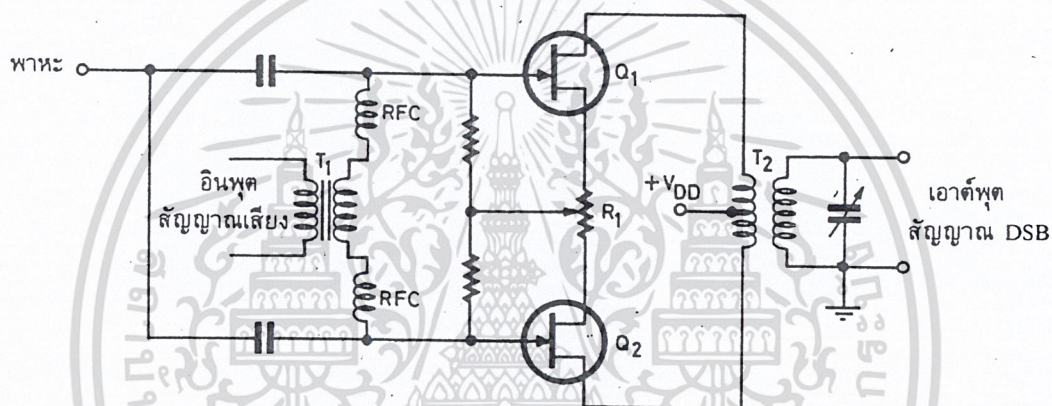 พาหะ
RFC
Q1
T1
อินพุต
สัญญาณเสียง
RFC
R1
+VDD
T2
เอาต์พุต
สัญญาณ DSB
Q2